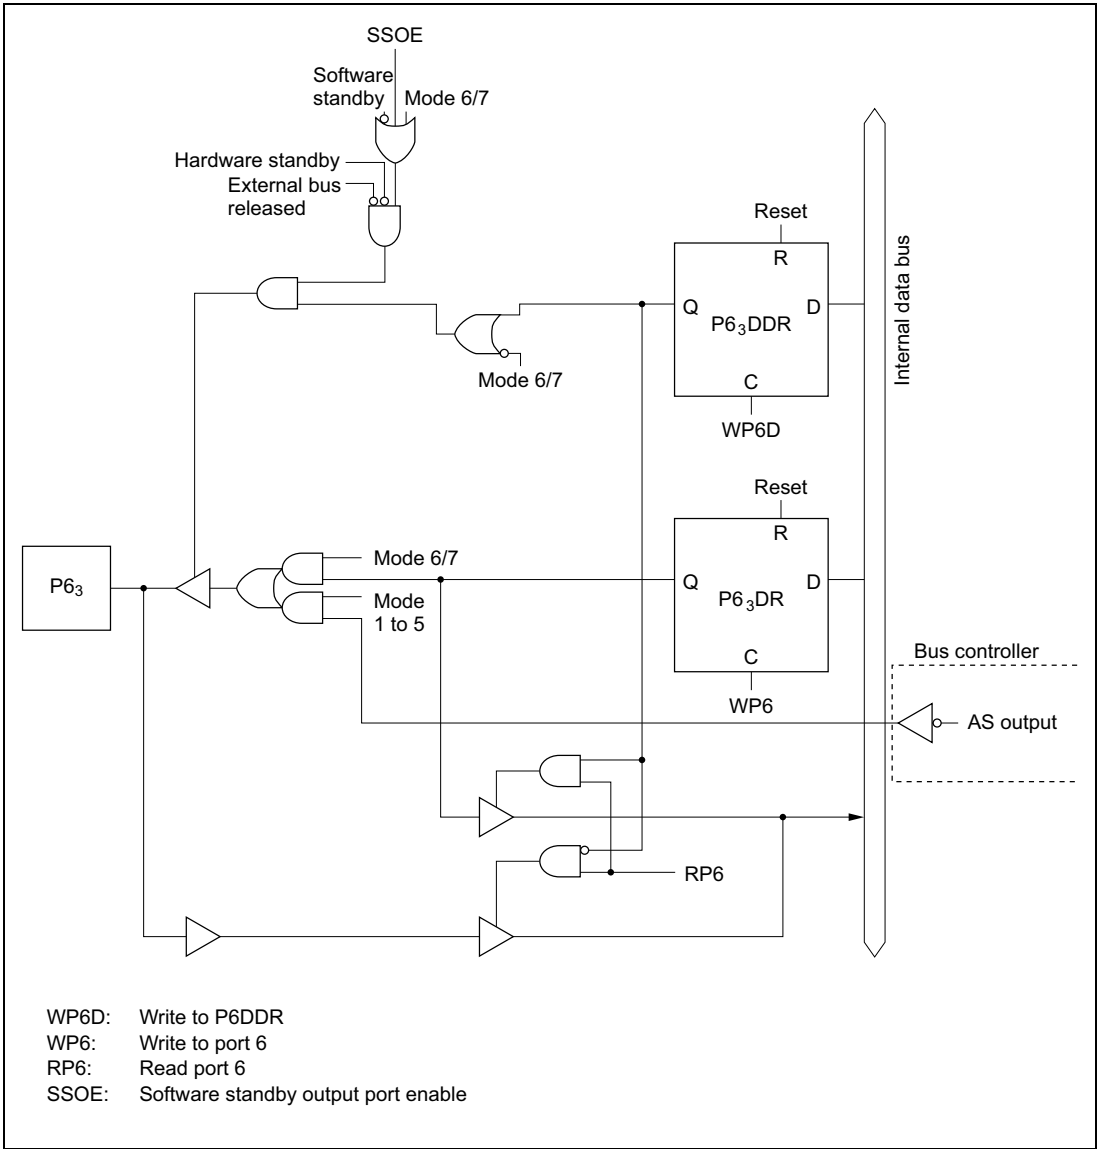 SSOE
Software
standby
Mode 6/7
Hardware standby
External bus
released
Reset
R
Q
D
P6₃DDR
C
WP6D
Mode 6/7
Internal data bus
Reset
R
Q
D
P6₃DR
C
WP6
P6₃
Mode 6/7
Mode
1 to 5
Bus controller
AS output
RP6
WP6D: Write to P6DDR
WP6: Write to port 6
RP6: Read port 6
SSOE: Software standby output port enable